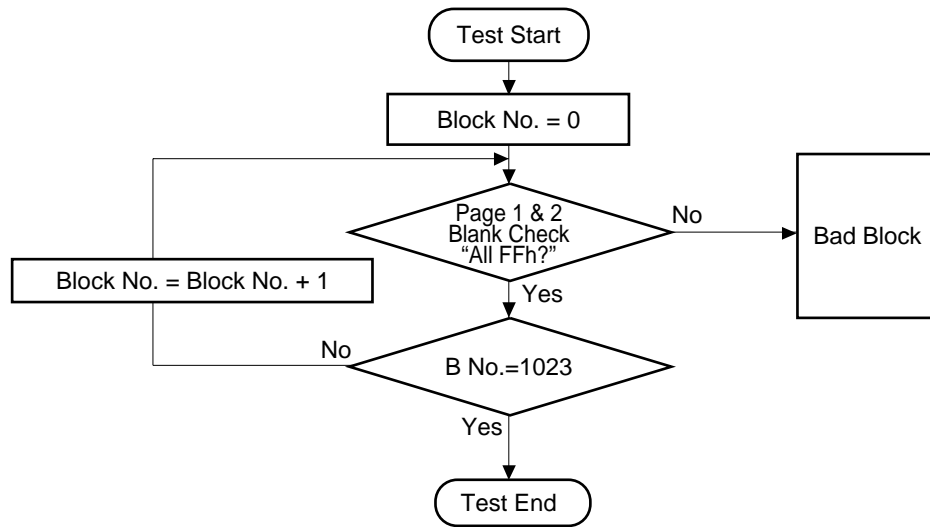 Test Start
Block No. = 0
Page 1 & 2
Blank Check
“All FFh?”
No
Bad Block
Block No. = Block No. + 1
Yes
No
B No.=1023
Yes
Test End